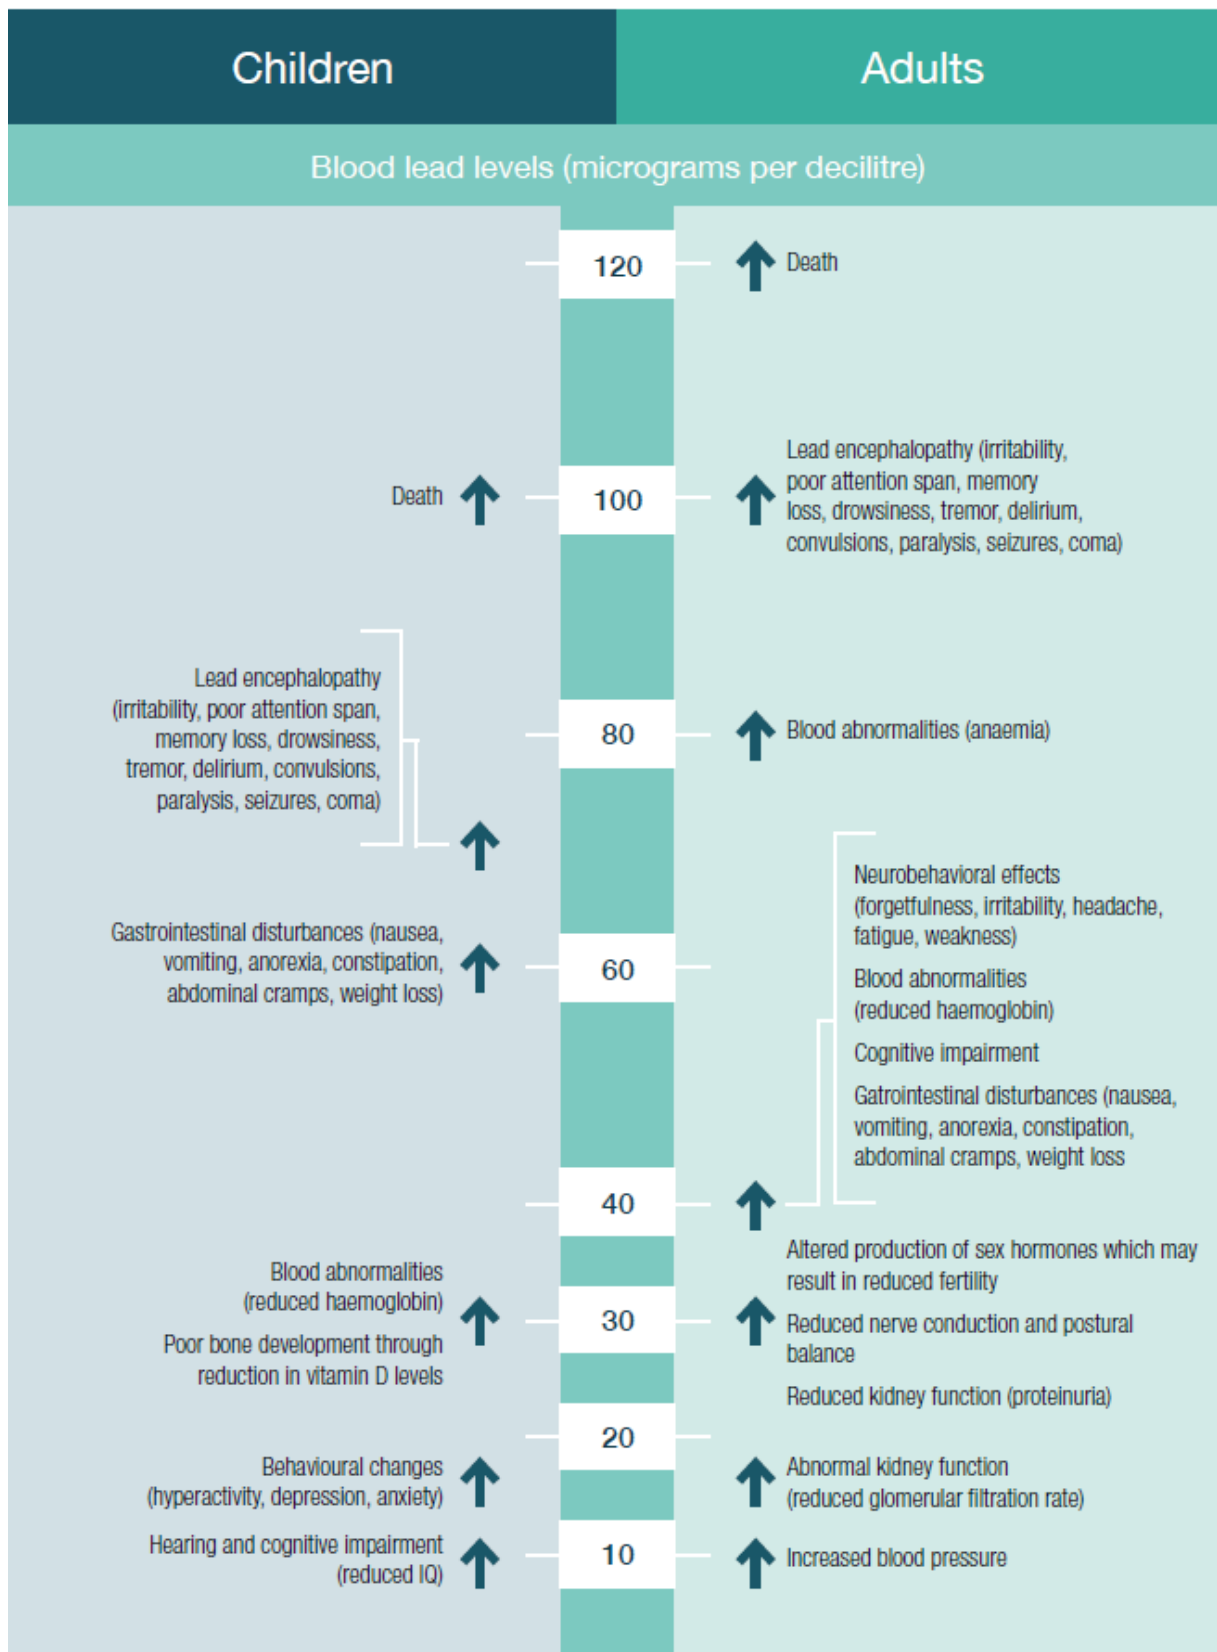 Children
Adults
Blood lead levels (micrograms per decilitre)
120
Death
Death
100
Lead encephalopathy (irritability,
poor attention span, memory
loss, drowsiness, tremor, delirium,
convulsions, paralysis, seizures, coma)
Lead encephalopathy
(irritability, poor attention span,
memory loss, drowsiness,
tremor, delirium, convulsions,
paralysis, seizures, coma)
80
Blood abnormalities (anaemia)
Gastrointestinal disturbances (nausea,
vomiting, anorexia, constipation,
abdominal cramps, weight loss)
60
Neurobehavioral effects
(forgetfulness, irritability, headache,
fatigue, weakness)
Blood abnormalities
(reduced haemoglobin)
Cognitive impairment
Gatrointestinal disturbances (nausea,
vomiting, anorexia, constipation,
abdominal cramps, weight loss
40
Blood abnormalities
(reduced haemoglobin)
Poor bone development through
reduction in vitamin D levels
30
Altered production of sex hormones which may
result in reduced fertility
Reduced nerve conduction and postural
balance
Reduced kidney function (proteinuria)
20
Behavioural changes
(hyperactivity, depression, anxiety)
Abnormal kidney function
(reduced glomerular filtration rate)
Hearing and cognitive impairment
(reduced IQ)
10
Increased blood pressure